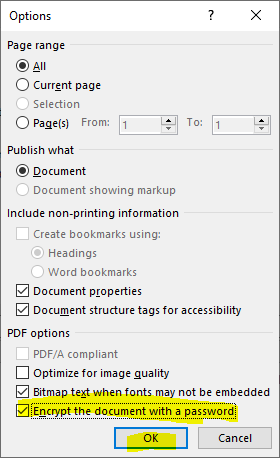 Options
Page range
All
Current page
Selection
Page(s) From: 1 To: 1
Publish what
Document
Document showing markup
Include non-printing information
Create bookmarks using:
Headings
Word bookmarks
Document properties
Document structure tags for accessibility
PDF options
PDF/A compliant
Optimize for image quality
Bitmap text when fonts may not be embedded
Encrypt the document with a password
OK
Cancel